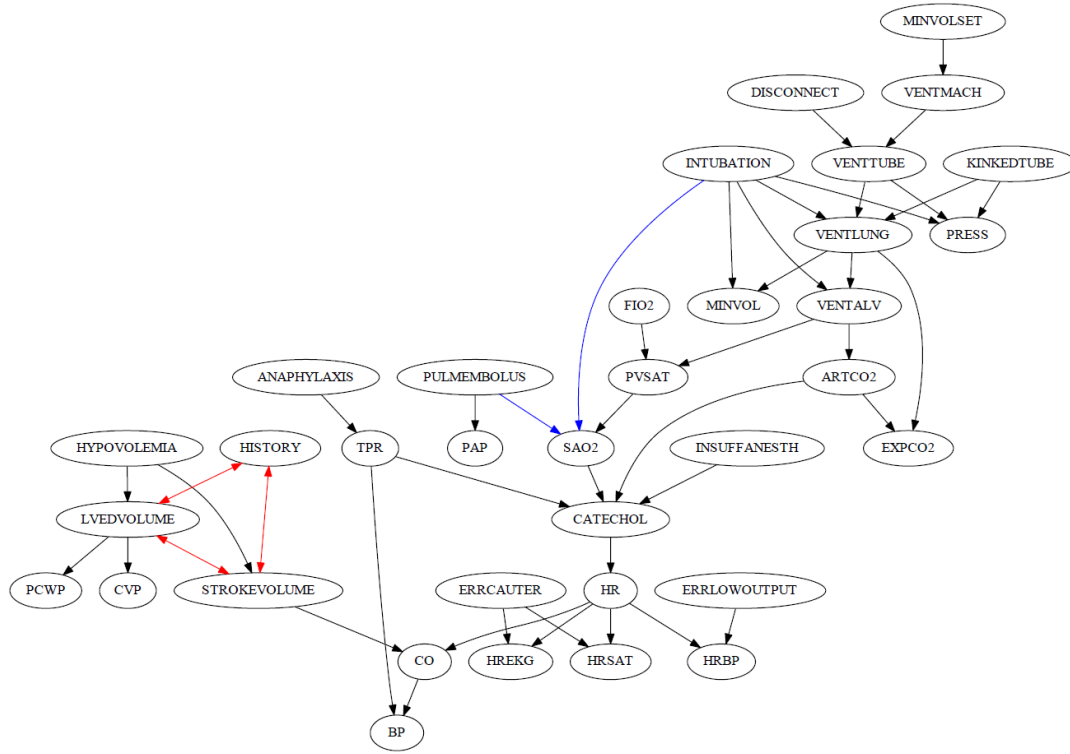 MINVOLSET
DISCONNECT
VENTMACH
INTUBATION
VENTTUBE
KINKEDTUBE
VENTLUNG
PRESS
FIO2
MINVOL
VENTALV
ANAPHYLAXIS
PULMEMBOLUS
PVSAT
ARTCO2
HYPOVOLEMIA
HISTORY
TPR
PAP
SAO2
INSUFFANESTH
EXPCO2
LVEDVOLUME
CATECHOL
PCWP
CVP
STROKEVOLUME
ERRCAUTER
HR
ERRLOWOUTPUT
CO
HREKG
HRSAT
HRBP
BP